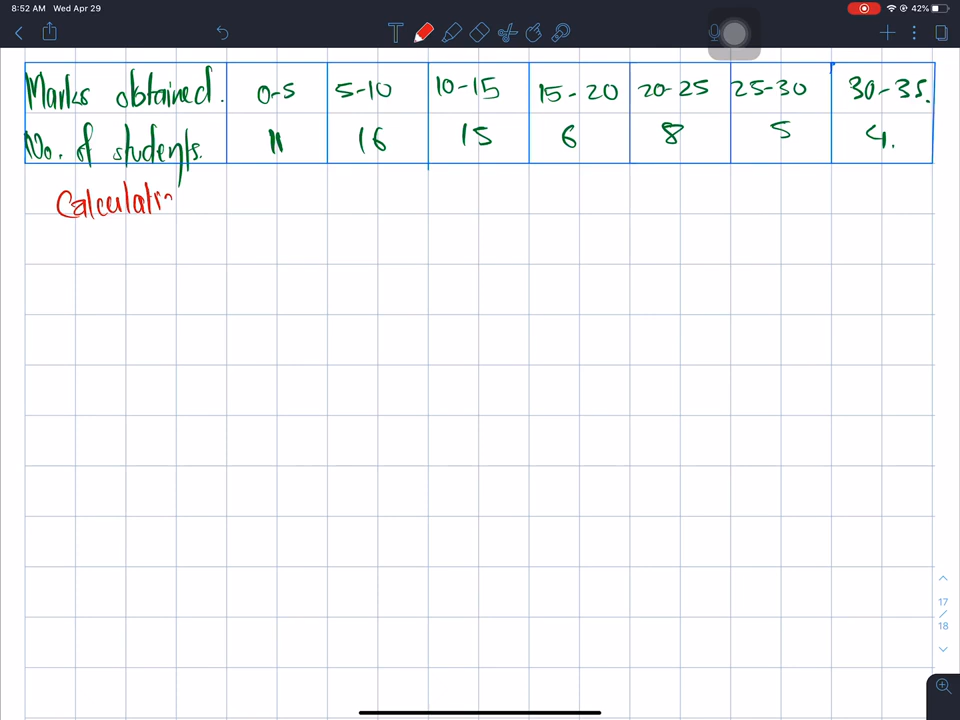 8:52 AM Wed Apr 29 42%
T
Marks obtained. 0-5 5-10 10-15 15-20 20-25 25-30 30-35.
No. of students. 11 16 15 6 8 5 4.
Calculatin
17
/
18